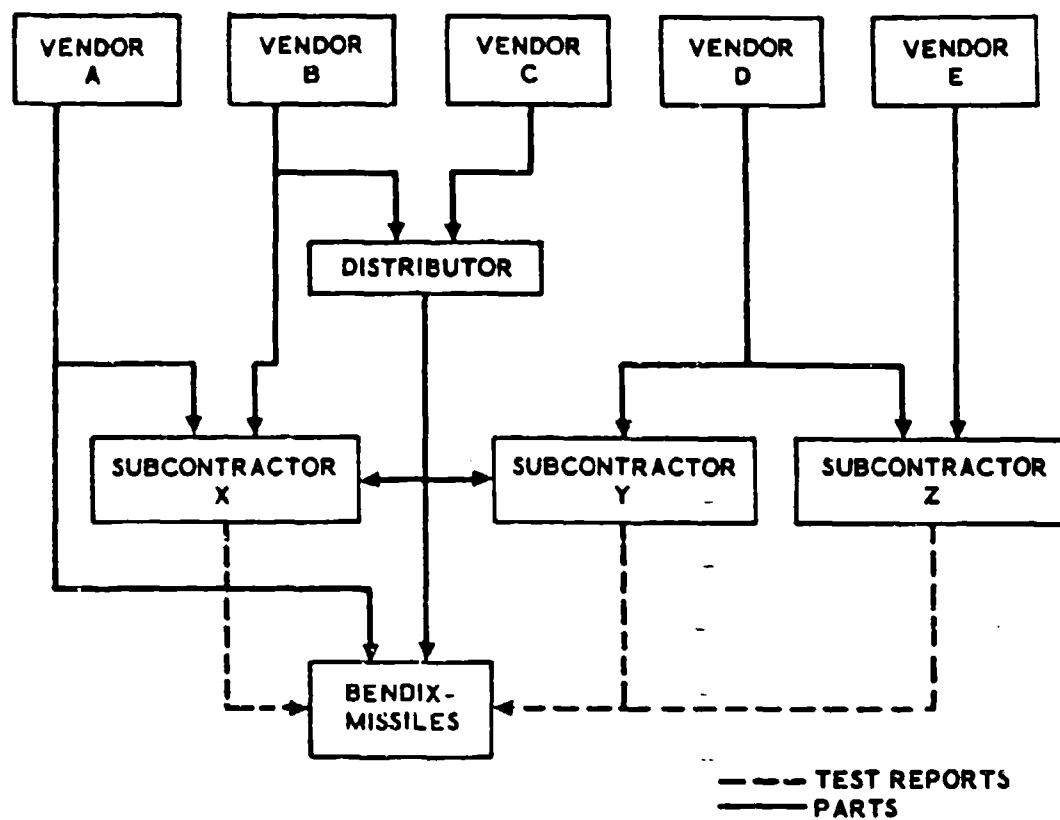 VENDOR
A
VENDOR
B
VENDOR
C
VENDOR
D
VENDOR
E
DISTRIBUTOR
SUBCONTRACTOR
X
SUBCONTRACTOR
Y
SUBCONTRACTOR
Z
BENDIX-
MISSILES
TEST REPORTS
PARTS